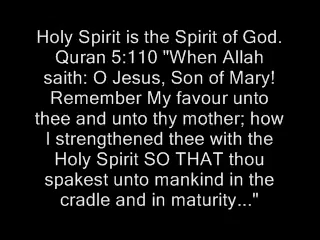 Holy Spirit is the Spirit of God.
Quran 5:110 "When Allah
saith: O Jesus, Son of Mary!
Remember My favour unto
thee and unto thy mother; how
I strengthened thee with the
Holy Spirit SO THAT thou
spakest unto mankind in the
cradle and in maturity..."